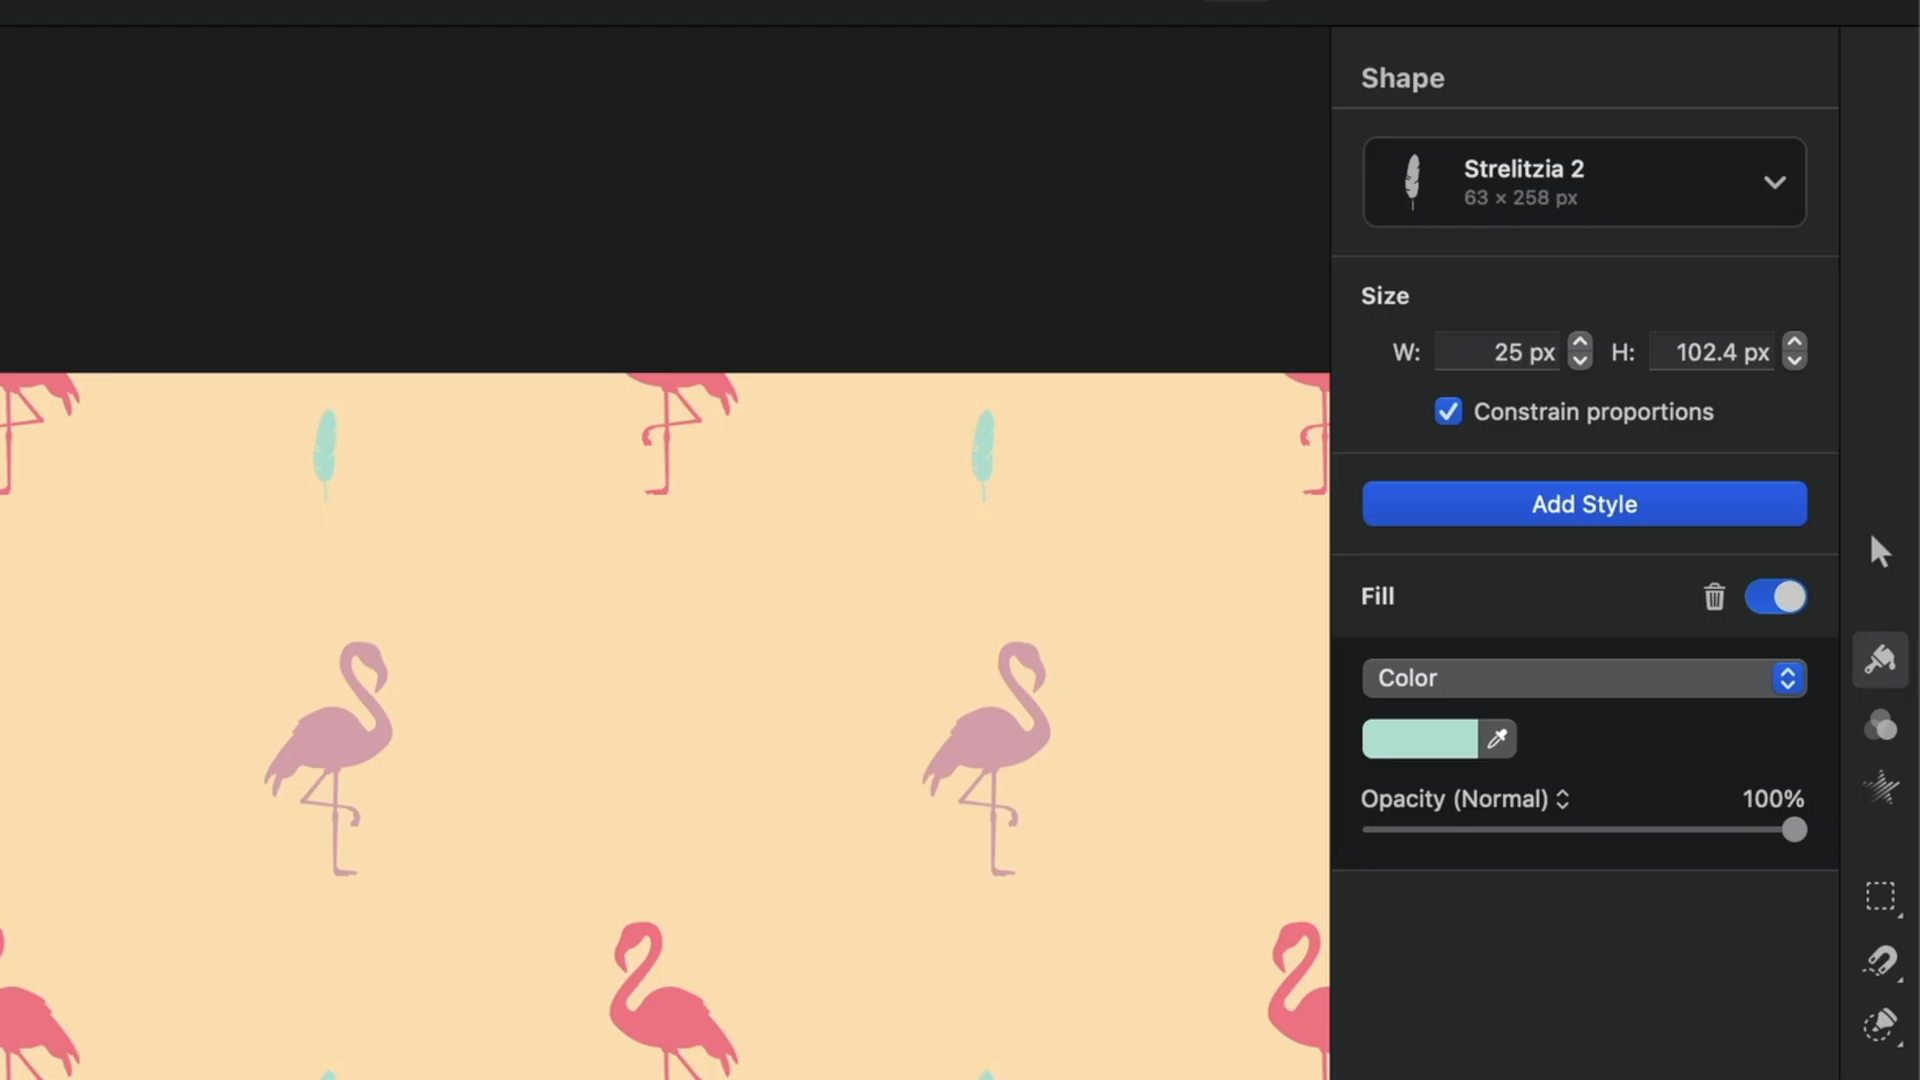 Shape
Strelitzia 2
63 × 258 px
Size
W: 25 px H: 102.4 px
Constrain proportions
Add Style
Fill
Color
Opacity (Normal) 100%